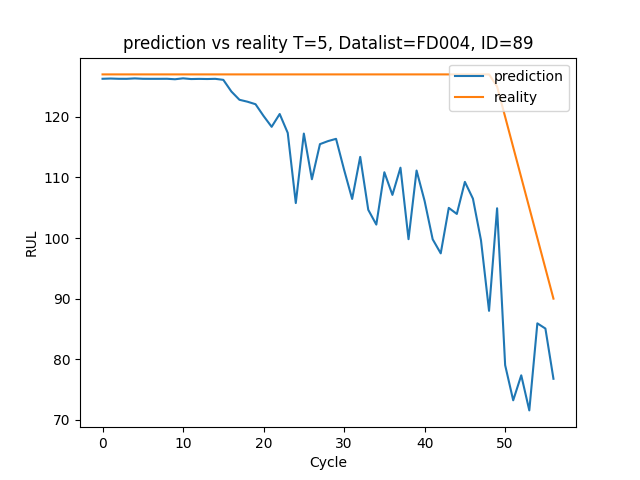 prediction vs reality T=5, Datalist=FD004, ID=89
prediction
reality
RUL
120
110
100
90
80
70
0 10 20 30 40 50
Cycle